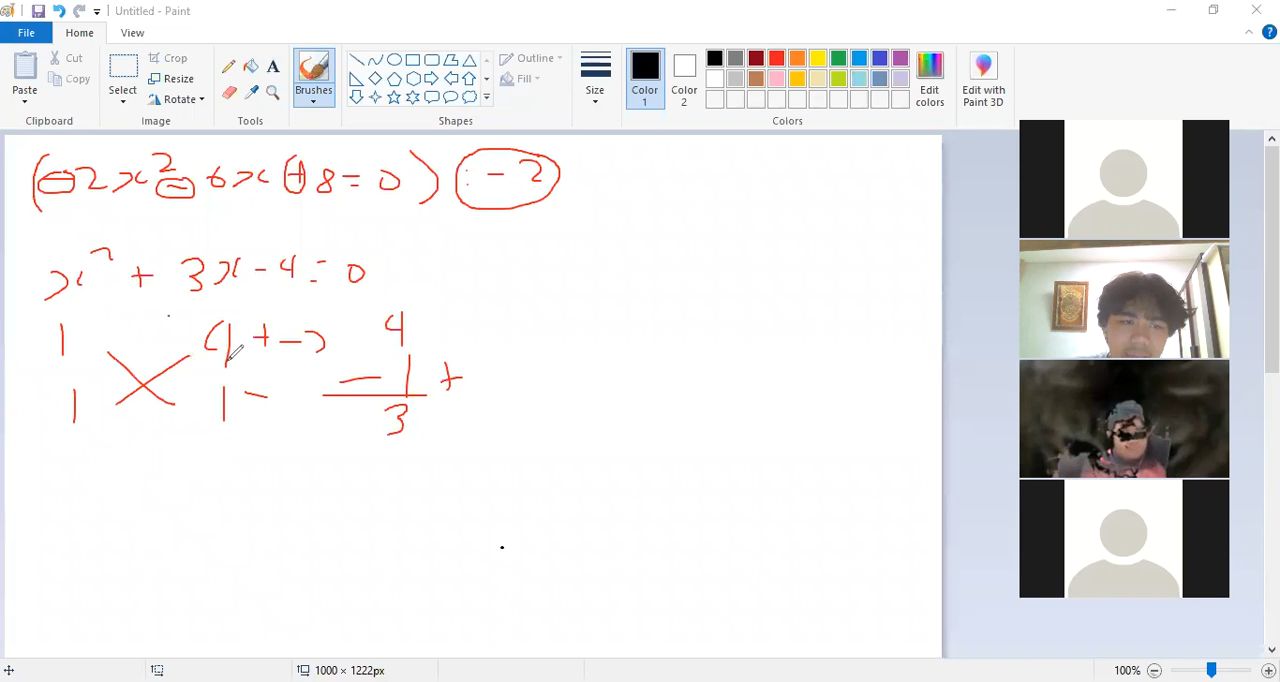 Untitled - Paint
File Home View
Paste Cut Copy
Clipboard
Select Crop Resize Rotate
Image
A
Tools
Brushes
Outline Fill
Shapes
Size
Color 1
Color 2
Edit colors
Colors
Edit with Paint 3D
(-2x² - 6x + 8 = 0) : - 2
x² + 3x - 4 = 0
1 4
1 1 - - 1 +
3
1000 × 1222px
100%